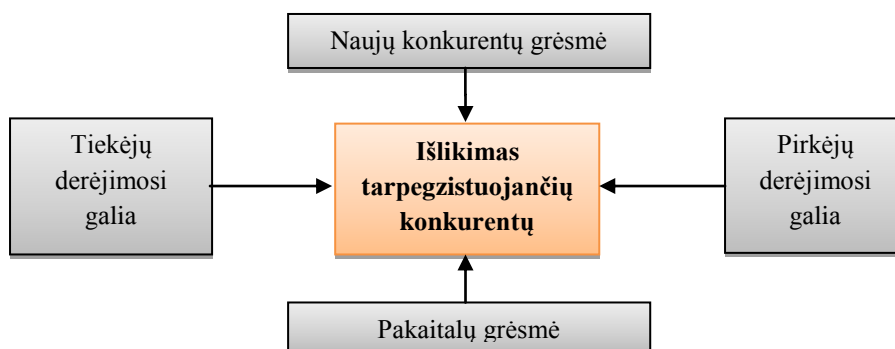 Naujų konkurentų grėsmė
Tiekėjų
derėjimosi
galia
Išlikimas
tarpegzistuojančių
konkurentų
Pirkėjų
derėjimosi
galia
Pakaitalų grėsmė